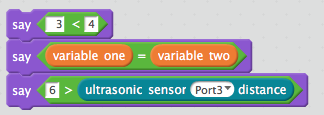 say 3 < 4
say variable one = variable two
say 6 > ultrasonic sensor Port3 distance